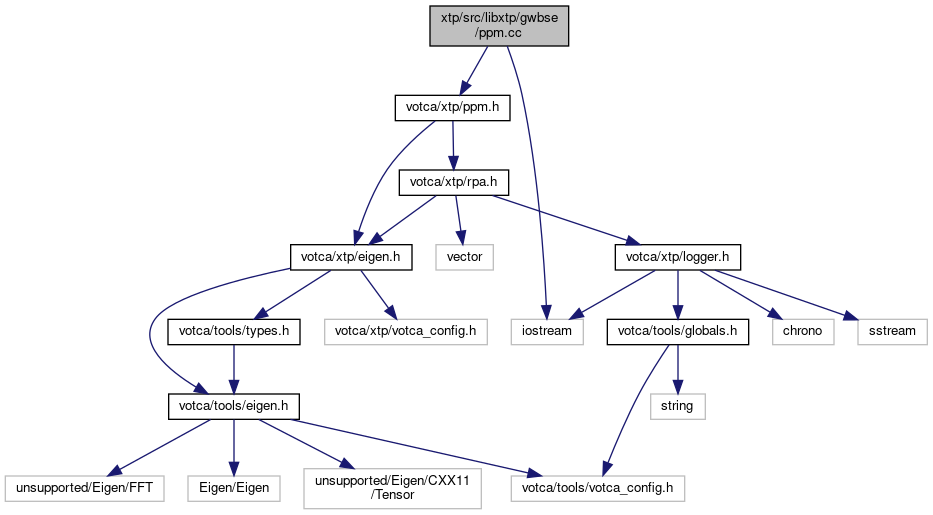 xtp/src/libxtp/gwbse
/ppm.cc
votca/xtp/ppm.h
votca/xtp/rpa.h
votca/xtp/eigen.h
vector
votca/xtp/logger.h
votca/tools/types.h
votca/xtp/votca_config.h
iostream
votca/tools/globals.h
chrono
sstream
votca/tools/eigen.h
string
unsupported/Eigen/FFT
Eigen/Eigen
unsupported/Eigen/CXX11
/Tensor
votca/tools/votca_config.h